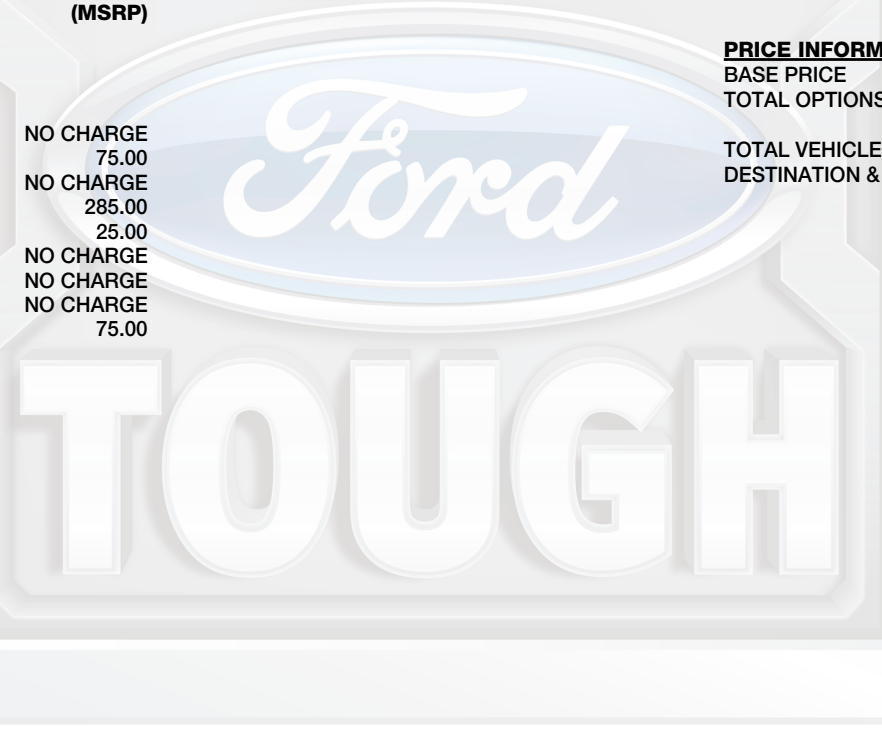 (MSRP)
NO CHARGE
75.00
NO CHARGE
285.00
25.00
NO CHARGE
NO CHARGE
NO CHARGE
75.00
PRICE INFORM
BASE PRICE
TOTAL OPTIONS
TOTAL VEHICLE
DESTINATION &
Ford
TOUGH